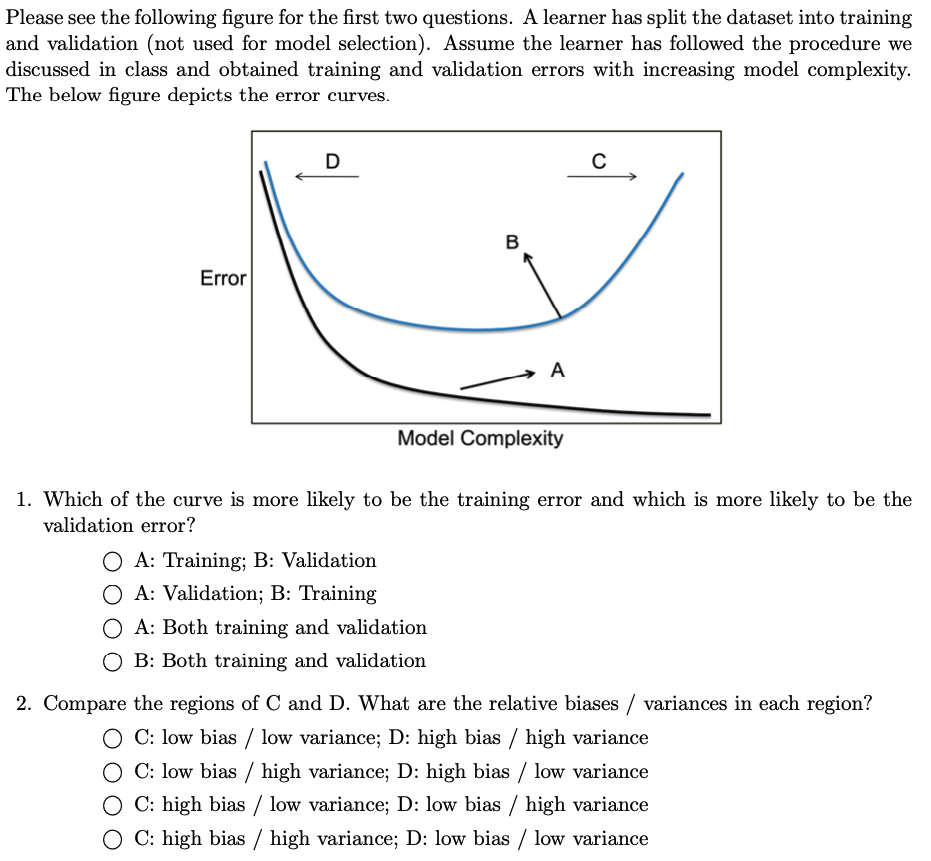 Please see the following figure for the first two questions. A learner has split the dataset into training
and validation (not used for model selection). Assume the learner has followed the procedure we
discussed in class and obtained training and validation errors with increasing model complexity.
The below figure depicts the error curves.
D
C
B
Error
A
Model Complexity
1. Which of the curve is more likely to be the training error and which is more likely to be the
validation error?
A: Training; B: Validation
A: Validation; B: Training
A: Both training and validation
B: Both training and validation
2. Compare the regions of C and D. What are the relative biases / variances in each region?
C: low bias / low variance; D: high bias / high variance
C: low bias / high variance; D: high bias / low variance
C: high bias / low variance; D: low bias / high variance
C: high bias / high variance; D: low bias / low variance